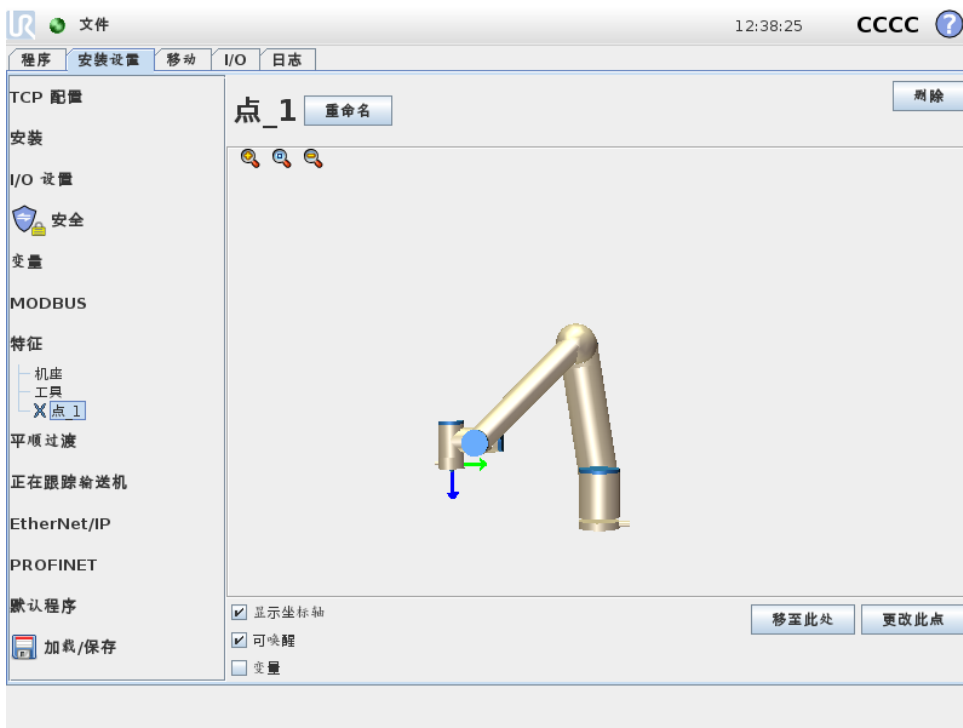 UR 文件 12:38:25 CCCC ?
程序 安装设置 移动 I/O 日志
TCP 配置
安装
I/O 设置
安全
变量
MODBUS
特征
机座
工具
点_1
平顺过渡
正在跟踪输送机
EtherNet/IP
PROFINET
默认程序
加载/保存
点_1 重命名 删除
显示坐标轴
可唤醒
变量
移至此处 更改此点